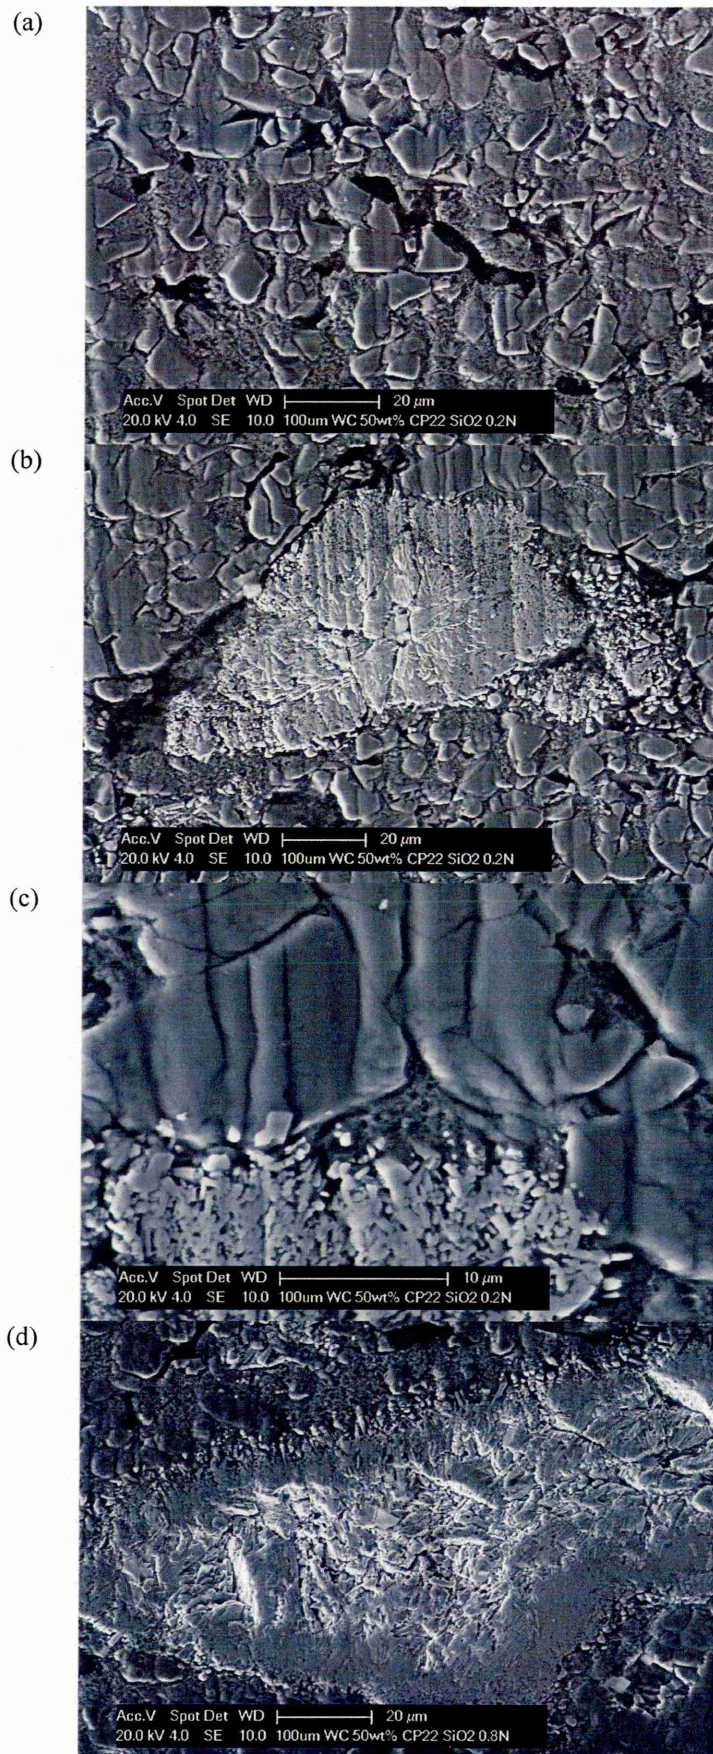 (a)
Acc.V Spot Det WD 20 µm
20.0 kV 4.0 SE 10.0 100um WC 50wt% CP22 SiO2 0.2N
(b)
Acc.V Spot Det WD 20 µm
20.0 kV 4.0 SE 10.0 100um WC 50wt% CP22 SiO2 0.2N
(c)
Acc.V Spot Det WD 10 µm
20.0 kV 4.0 SE 10.0 100um WC 50wt% CP22 SiO2 0.2N
(d)
Acc.V Spot Det WD 20 µm
20.0 kV 4.0 SE 10.0 100um WC 50wt% CP22 SiO2 0.8N